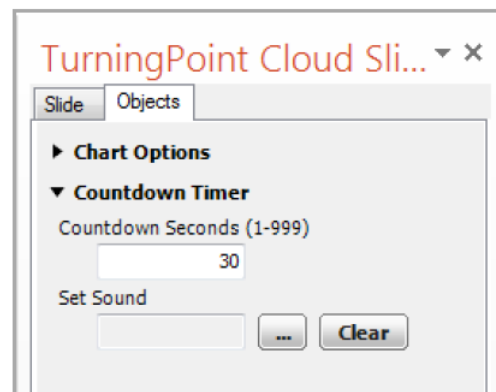 TurningPoint Cloud Sli...
Slide Objects
Chart Options
Countdown Timer
Countdown Seconds (1-999)
30
Set Sound
... Clear